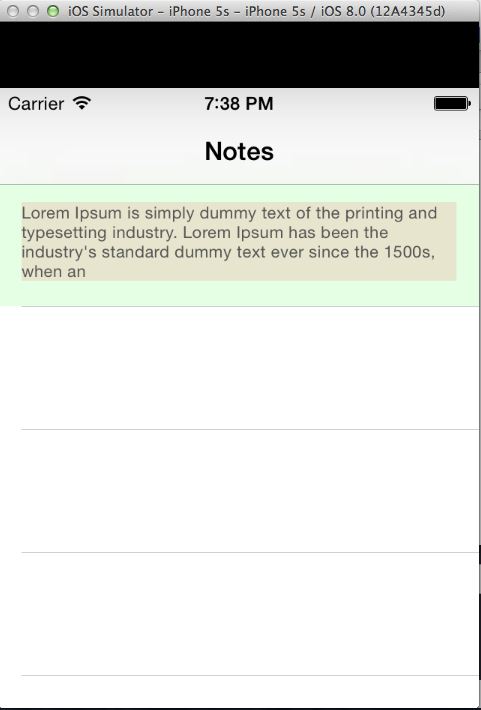 iOS Simulator – iPhone 5s – iPhone 5s / iOS 8.0 (12A4345d)
Carrier 7:38 PM
Notes
Lorem Ipsum is simply dummy text of the printing and
typesetting industry. Lorem Ipsum has been the
industry's standard dummy text ever since the 1500s,
when an